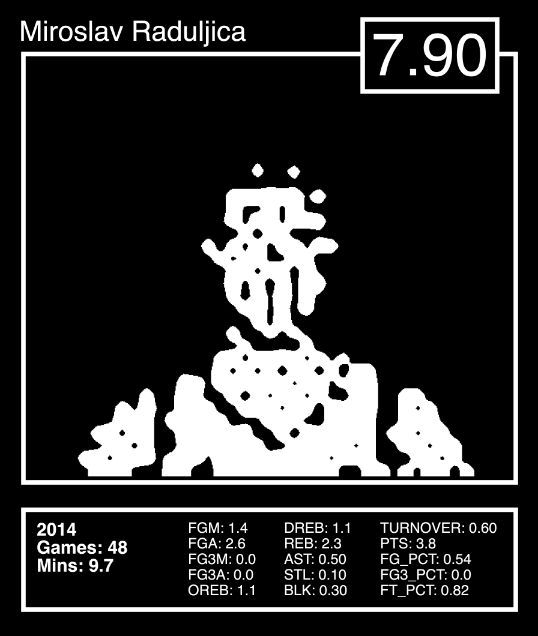 Miroslav Raduljica
7.90
2014
Games: 48
Mins: 9.7
FGM: 1.4
FGA: 2.6
FG3M: 0.0
FG3A: 0.0
OREB: 1.1
DREB: 1.1
REB: 2.3
AST: 0.50
STL: 0.10
BLK: 0.30
TURNOVER: 0.60
PTS: 3.8
FG_PCT: 0.54
FG3_PCT: 0.0
FT_PCT: 0.82